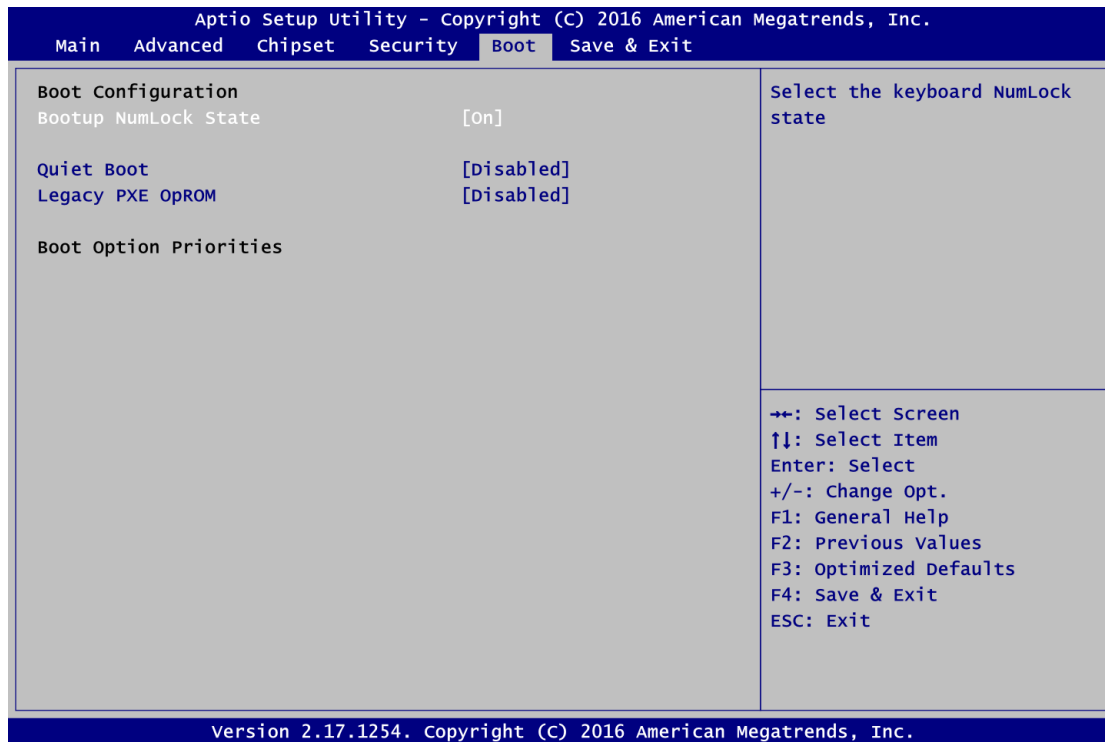 Aptio Setup Utility - Copyright (C) 2016 American Megatrends, Inc.
Main Advanced Chipset Security Boot Save & Exit
Boot Configuration
Bootup NumLock State [On]
Quiet Boot [Disabled]
Legacy PXE OpROM [Disabled]
Boot Option Priorities
Select the keyboard NumLock
state
→←: Select Screen
↑↓: Select Item
Enter: Select
+/-: Change Opt.
F1: General Help
F2: Previous Values
F3: Optimized Defaults
F4: Save & Exit
ESC: Exit
Version 2.17.1254. Copyright (C) 2016 American Megatrends, Inc.